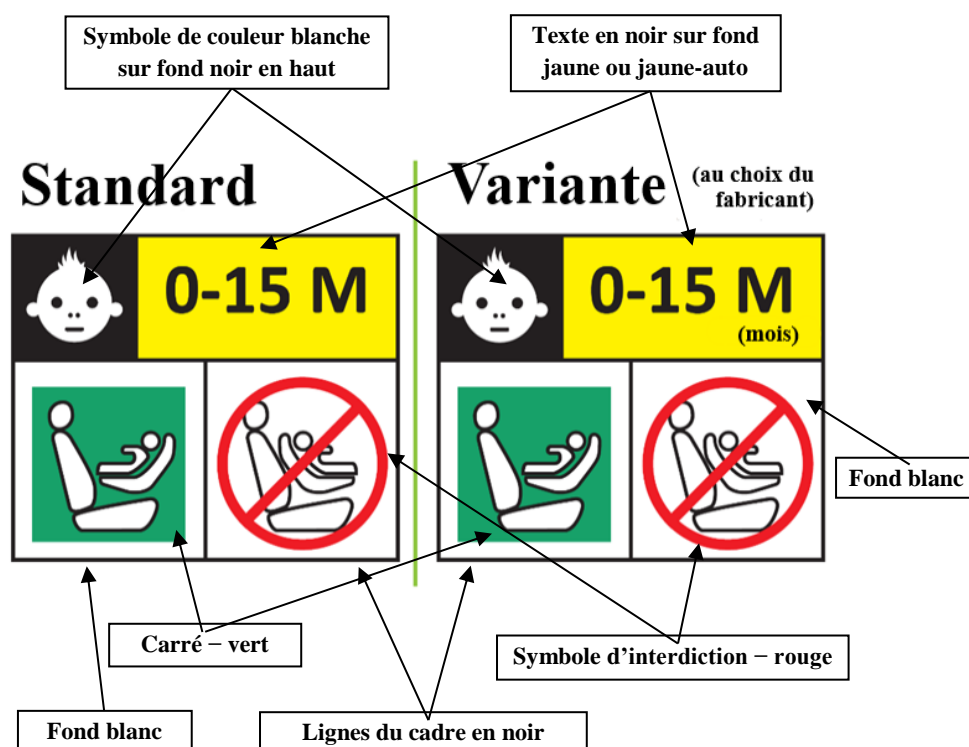 Symbole de couleur blanche
sur fond noir en haut
Texte en noir sur fond
jaune ou jaune-auto
Standard
Variante
(au choix du
fabricant)
0-15 M
0-15 M
(mois)
Fond blanc
Carré – vert
Symbole d’interdiction – rouge
Fond blanc
Lignes du cadre en noir